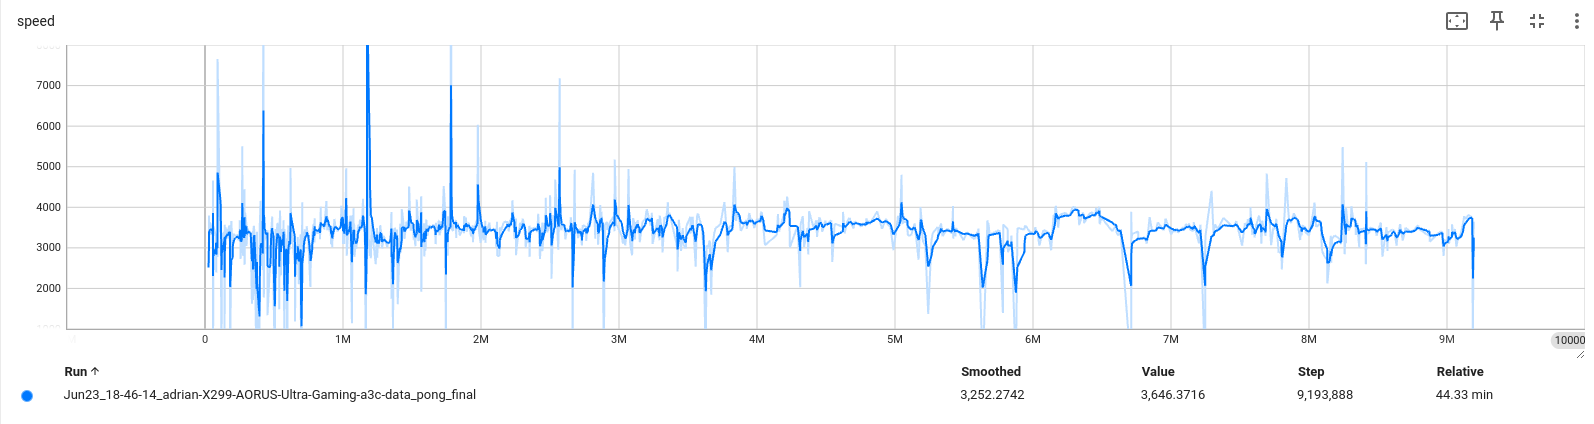 speed
7000
6000
5000
4000
3000
2000
0 1M 2M 3M 4M 5M 6M 7M 8M 9M 10000
Run ↑ Smoothed Value Step Relative
Jun23_18-46-14_adrian-X299-AORUS-Ultra-Gaming-a3c-data_pong_final 3,252.2742 3,646.3716 9,193,888 44.33 min